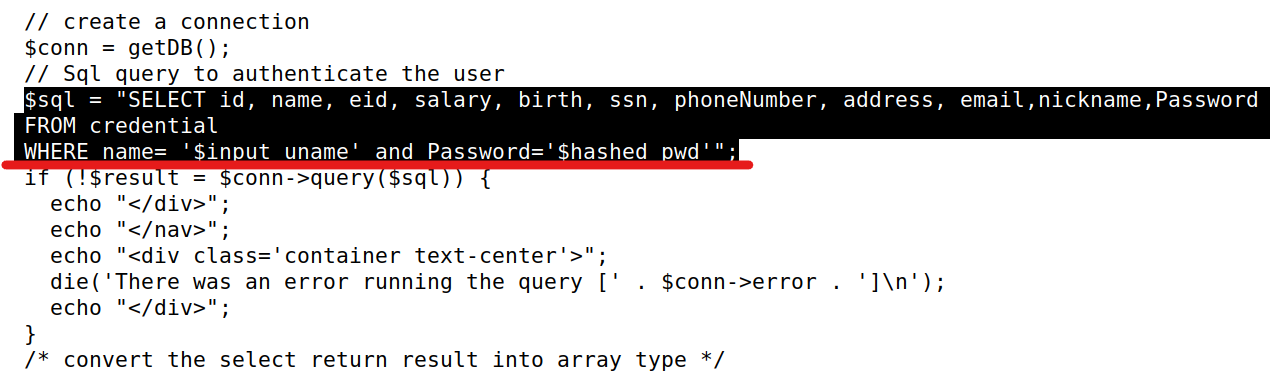 // create a connection
$conn = getDB();
// Sql query to authenticate the user
$sql = "SELECT id, name, eid, salary, birth, ssn, phoneNumber, address, email,nickname,Password
FROM credential
WHERE name= '$input_uname' and Password='$hashed_pwd'";
if (!$result = $conn->query($sql)) {
  echo "</div>";
  echo "</nav>";
  echo "<div class='container text-center'>";
  die('There was an error running the query [' . $conn->error . ']\n');
  echo "</div>";
}
/* convert the select return result into array type */